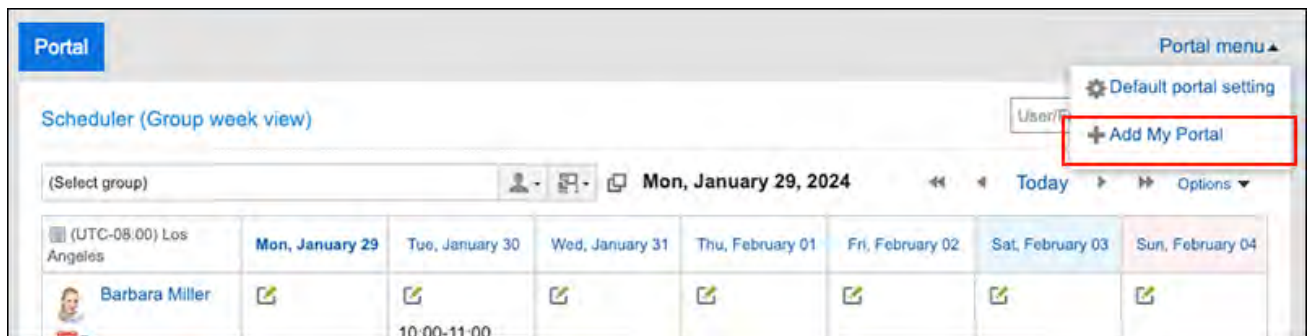 Portal
Portal menu▲
Default portal setting
Add My Portal
Scheduler (Group week view)
(Select group)
Mon, January 29, 2024
Today
Options ▼
(UTC-08:00) Los Angeles
Mon, January 29
Tue, January 30
Wed, January 31
Thu, February 01
Fri, February 02
Sat, February 03
Sun, February 04
Barbara Miller
10:00-11:00